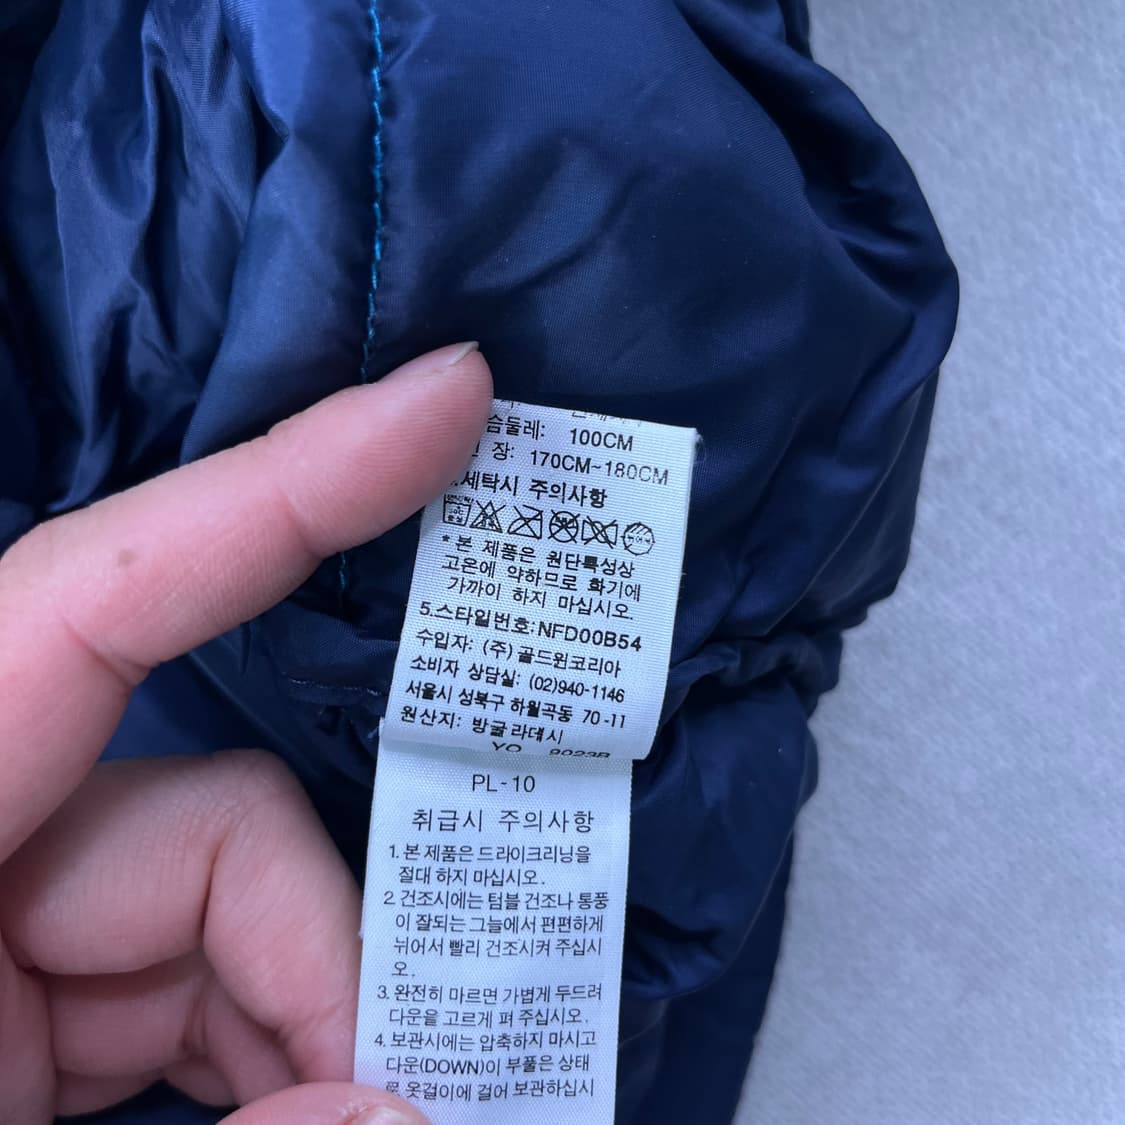 슴둘레: 100CM
장: 170CM~180CM
세탁시 주의사항
* 본 제품은 원단특성상
고온에 약하므로 화기에
가까이 하지 마십시오.
5.스타일번호:NFD00B54
수입자: (주)골드윈코리아
소비자 상담실: (02)940-1146
서울시 성북구 하월곡동 70-11
원산지: 방글라데시
YO 9023B
PL-10
취급시 주의사항
1. 본 제품은 드라이크리닝을
절대 하지 마십시오.
2. 건조시에는 텀블 건조나 통풍
이 잘되는 그늘에서 편편하게
뉘어서 빨리 건조시켜 주십시
오.
3. 완전히 마르면 가볍게 두드려
다운을 고르게 펴 주십시오.
4. 보관시에는 압축하지 마시고
다운(DOWN)이 부풀은 상태
로 옷걸이에 걸어 보관하십시